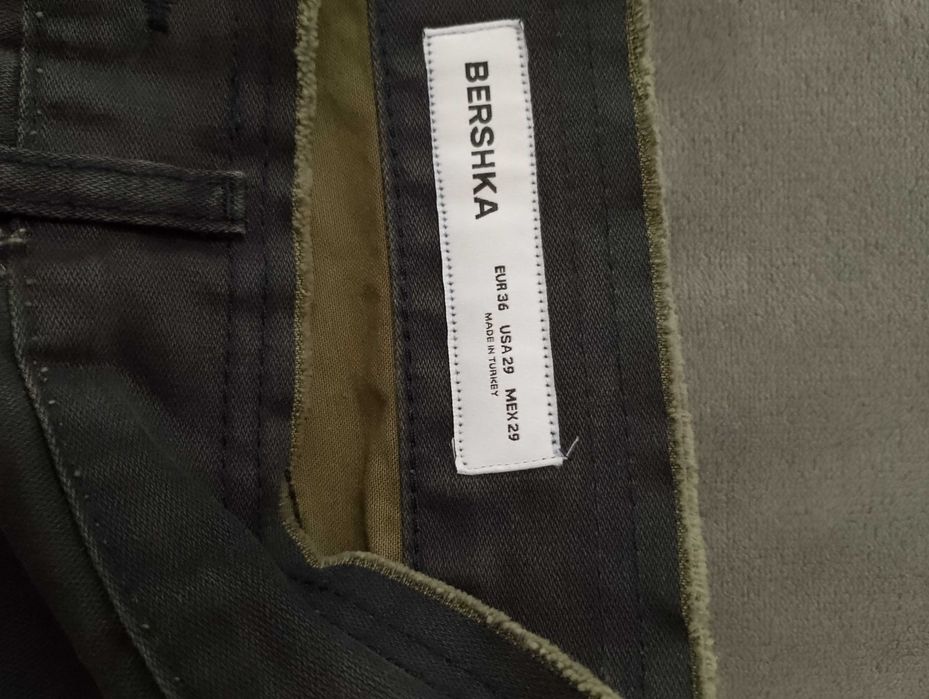 BERSHKA
EUR 36 USA 29 MEX 29
MADE IN TURKEY